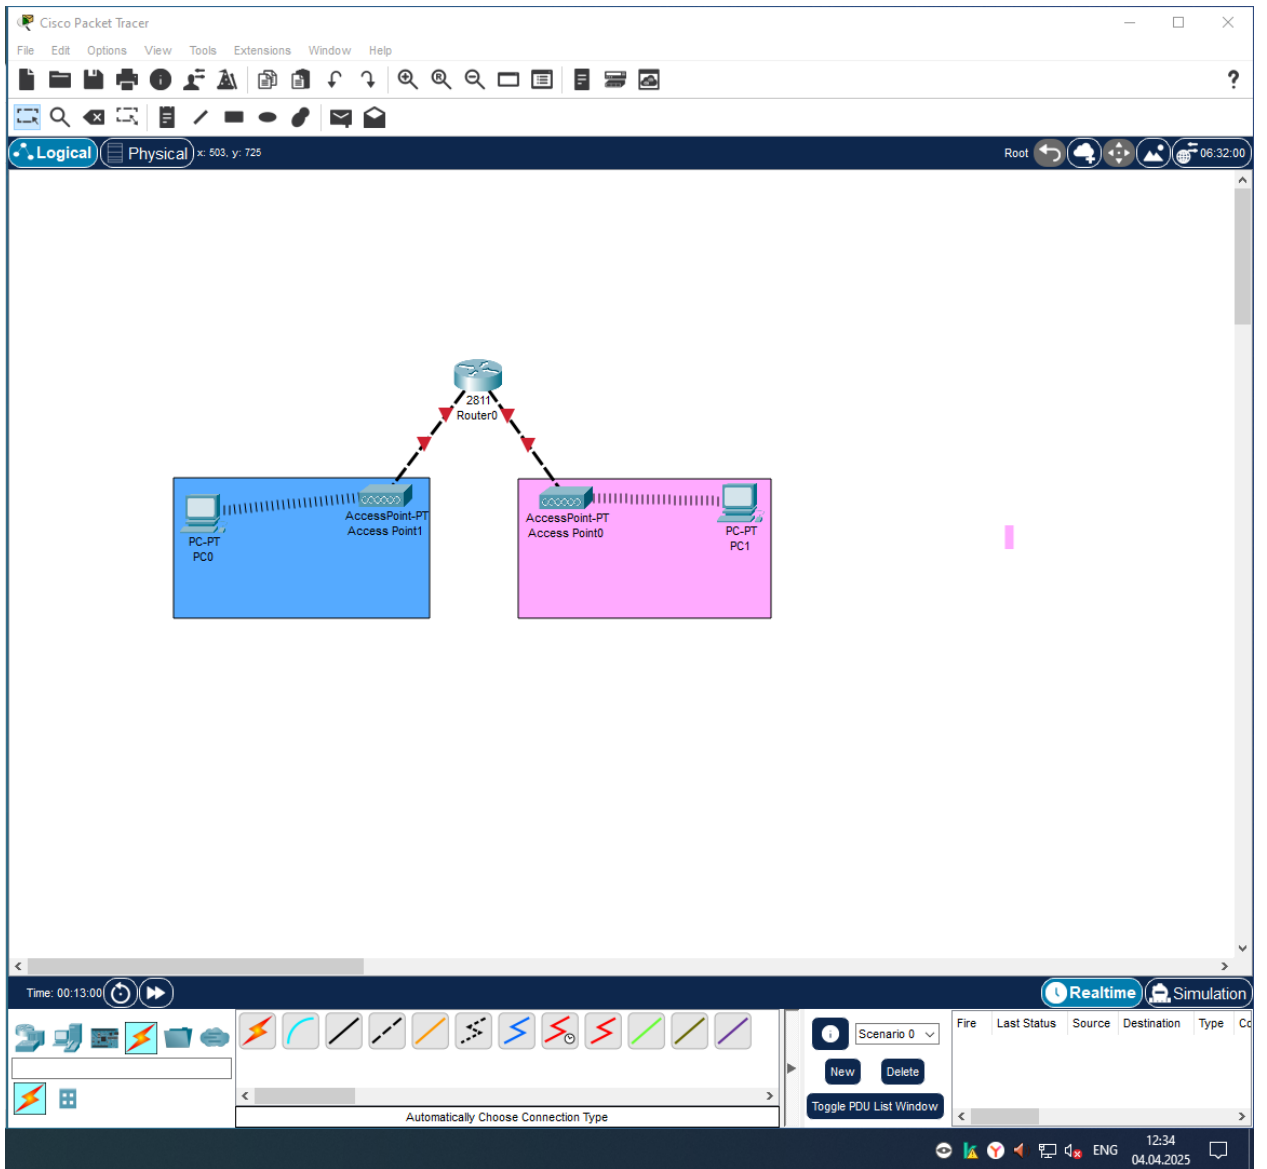 Cisco Packet Tracer
File Edit Options View Tools Extensions Window Help
?
Logical Physical x: 503, y: 725 Root 06:32:00
2811
Router0
AccessPoint-PT
Access Point1
PC-PT
PC0
AccessPoint-PT
Access Point0
PC-PT
PC1
Time: 00:13:00 Realtime Simulation
Scenario 0
New Delete
Toggle PDU List Window
Fire Last Status Source Destination Type Co
Automatically Choose Connection Type
ENG
12:34
04.04.2025